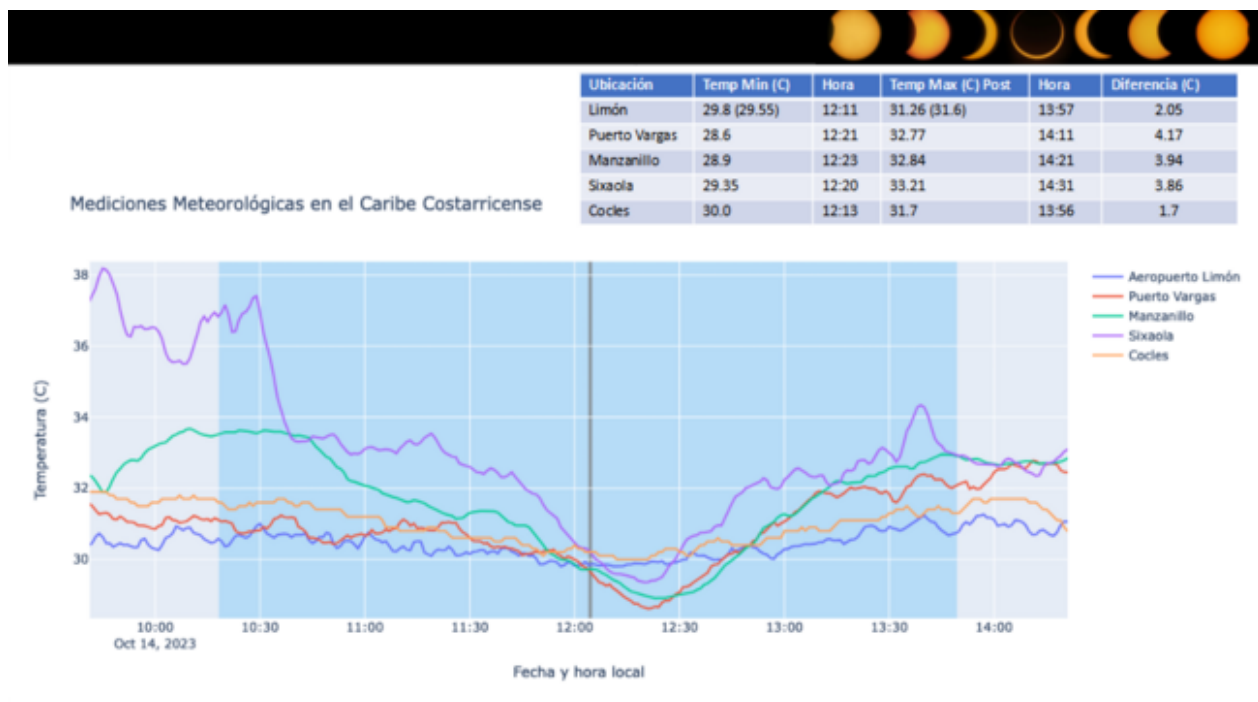 Ubicación Temp Min (C) Hora Temp Max (C) Post Hora Diferencia (C)
Limón 29.8 (29.55) 12:11 31.26 (31.6) 13:57 2.05
Puerto Vargas 28.6 12:21 32.77 14:11 4.17
Manzanillo 28.9 12:23 32.84 14:21 3.94
Sixaola 29.35 12:20 33.21 14:31 3.86
Cocles 30.0 12:13 31.7 13:56 1.7
Mediciones Meteorológicas en el Caribe Costarricense
Temperatura (C)
38
36
34
32
30
Aeropuerto Limón
Puerto Vargas
Manzanillo
Sixaola
Cocles
10:00 10:30 11:00 11:30 12:00 12:30 13:00 13:30 14:00
Oct 14, 2023
Fecha y hora local